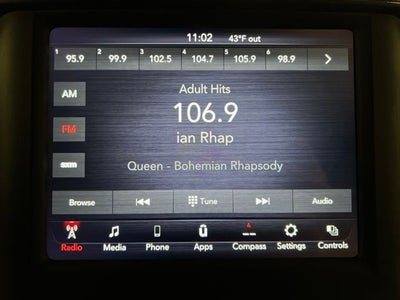 11:02 43°F out
1 95.9 2 99.9 3 102.5 4 104.7 5 105.9 6 98.9
Adult Hits
AM
106.9
FM
ian Rhap
sxm
Queen - Bohemian Rhapsody
Browse Tune Audio
Radio Media Phone Apps Compass Settings Controls